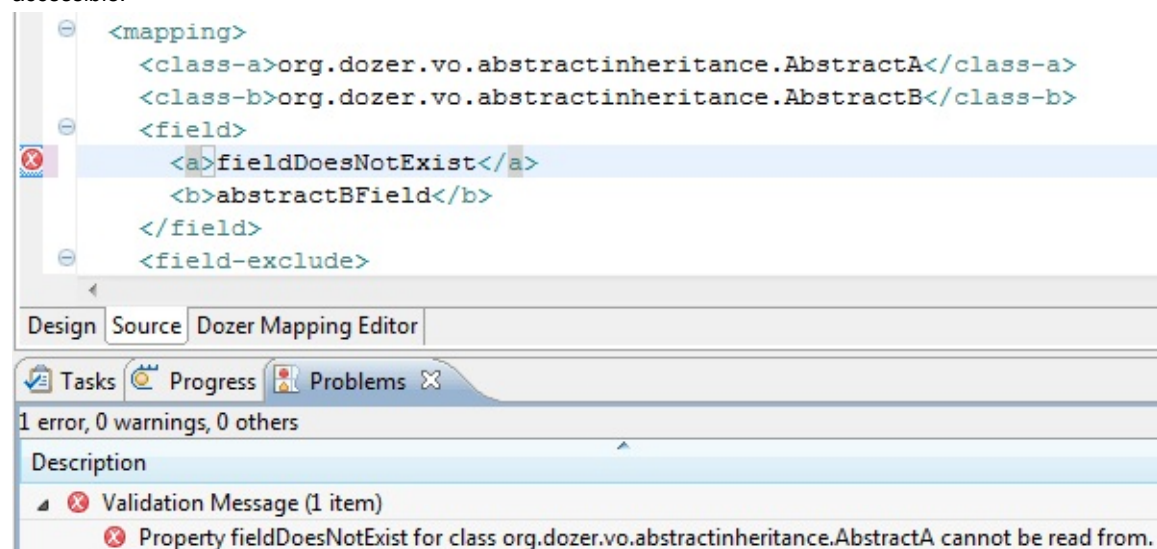 <mapping>
<class-a>org.dozer.vo.abstractinheritance.AbstractA</class-a>
<class-b>org.dozer.vo.abstractinheritance.AbstractB</class-b>
<field>
<a>fieldDoesNotExist</a>
<b>abstractBField</b>
</field>
<field-exclude>
Design Source Dozer Mapping Editor
Tasks Progress Problems
1 error, 0 warnings, 0 others
Description
Validation Message (1 item)
Property fieldDoesNotExist for class org.dozer.vo.abstractinheritance.AbstractA cannot be read from.